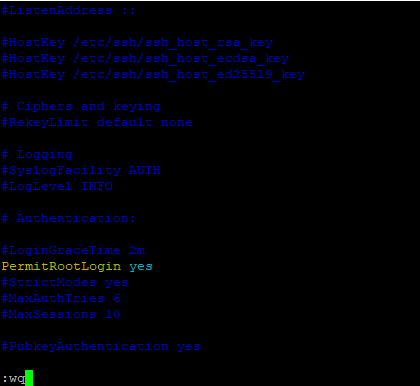 #ListenAddress ::
#HostKey /etc/ssh/ssh_host_rsa_key
#HostKey /etc/ssh/ssh_host_ecdsa_key
#HostKey /etc/ssh/ssh_host_ed25519_key
# Ciphers and keying
#RekeyLimit default none
# Logging
#SyslogFacility AUTH
#LogLevel INFO
# Authentication:
#LoginGraceTime 2m
PermitRootLogin yes
#StrictModes yes
#MaxAuthTries 6
#MaxSessions 10
#PubkeyAuthentication yes
:wq